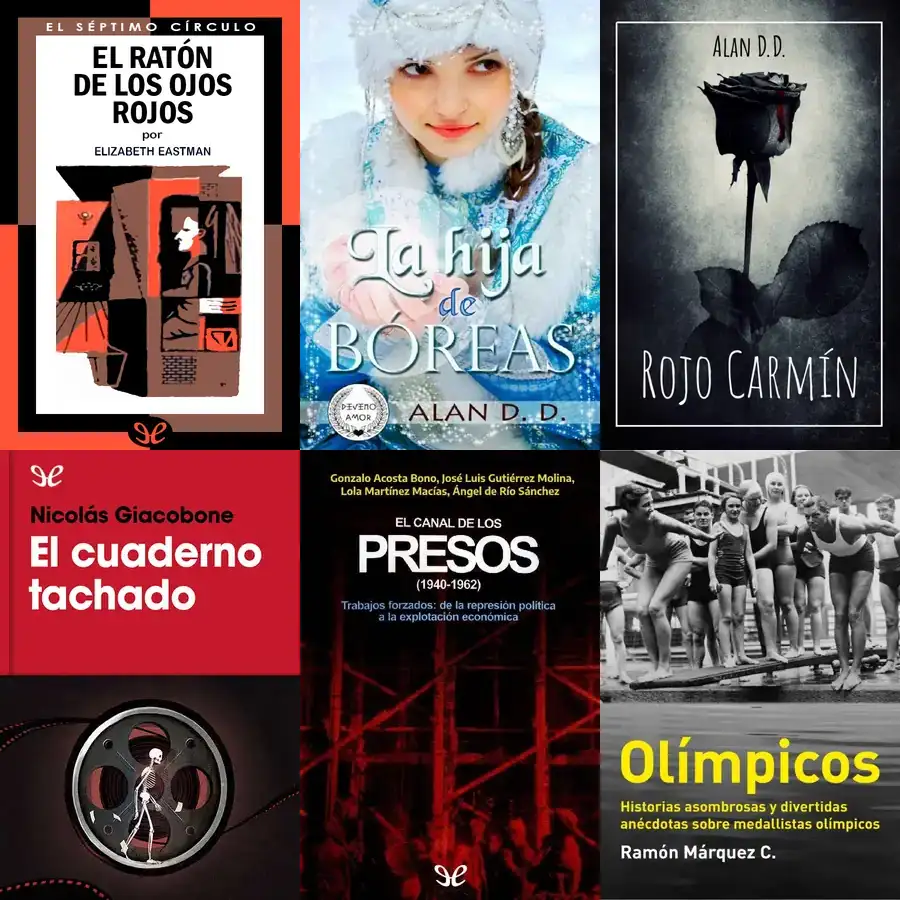 EL SÉPTIMO CÍRCULO
EL RATÓN
DE LOS OJOS
ROJOS
por
ELIZABETH EASTMAN
La hija
de
BÓREAS
DEVENO
AMOR
ALAN D. D.
ALAN D.D.
ROJO CARMÍN
Nicolás Giacobone
El cuaderno
tachado
Gonzalo Acosta Bono, José Luis Gutiérrez Molina,
Lola Martínez Macías, Ángel de Río Sánchez
EL CANAL DE LOS
PRESOS
(1940-1962)
Trabajos forzados: de la represión política
a la explotación económica
Olímpicos
Historias asombrosas y divertidas
anécdotas sobre medallistas olímpicos
Ramón Márquez C.